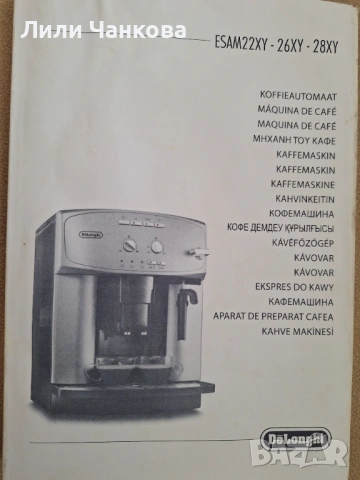 Лили Чанкова
ESAM22XY - 26XY - 28XY
KOFFIEAUTOMAAT
MÁQUINA DE CAFÉ
MAQUINA DE CAFÉ
ΜΗΧΑΝΗ ΤΟΥ ΚΑΦΕ
KAFFEMASKIN
KAFFEMASKIN
KAFFEMASKINE
KAHVINKEITIN
КОФЕМАШИНА
КОФЕ ДЕМДЕУ ҚҰРЫЛҒЫСЫ
KÁVÉFŐZŐGÉP
KÁVOVAR
KÁVOVAR
EKSPRES DO KAWY
КАФЕМАШИНА
APARAT DE PREPARAT CAFEA
KAHVE MAKİNESİ
DeLonghi
DeLonghi
bazar